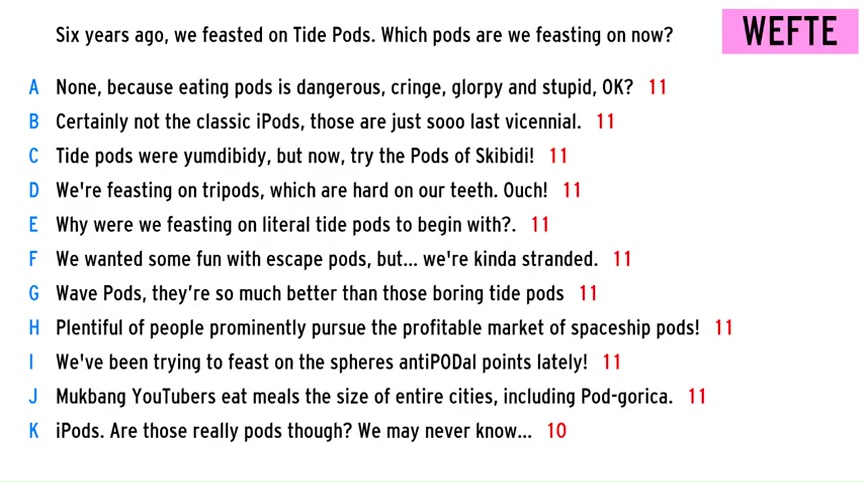 Six years ago, we feasted on Tide Pods. Which pods are we feasting on now?
WEFTE
A None, because eating pods is dangerous, cringe, glorpy and stupid, OK? 11
B Certainly not the classic iPods, those are just sooo last vicennial. 11
C Tide pods were yumdibidy, but now, try the Pods of Skibidi! 11
D We're feasting on tripods, which are hard on our teeth. Ouch! 11
E Why were we feasting on literal tide pods to begin with?. 11
F We wanted some fun with escape pods, but... we're kinda stranded. 11
G Wave Pods, they’re so much better than those boring tide pods 11
H Plentiful of people prominently pursue the profitable market of spaceship pods! 11
I We've been trying to feast on the spheres antiPODal points lately! 11
J Mukbang YouTubers eat meals the size of entire cities, including Pod-gorica. 11
K iPods. Are those really pods though? We may never know... 10